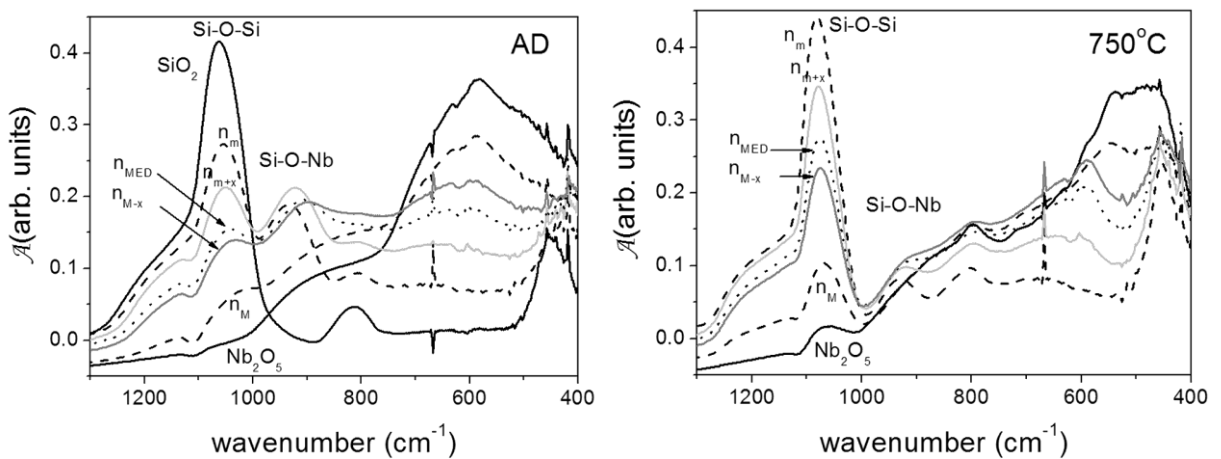 Si-O-Si
AD
SiO₂
0.4
n_m
0.3
n_MED
n_m+x
Si-O-Nb
n_M-x
0.2
𝒜(arb. units)
0.1
n_M
0.0
Nb₂O₅
1200 1000 800 600 400
wavenumber (cm⁻¹)
Si-O-Si
750°C
n_m
0.4
n_m+x
0.3
n_MED
n_M-x
Si-O-Nb
0.2
𝒜(arb. units)
0.1
n_M
0.0
Nb₂O₅
1200 1000 800 600 400
wavenumber (cm⁻¹)